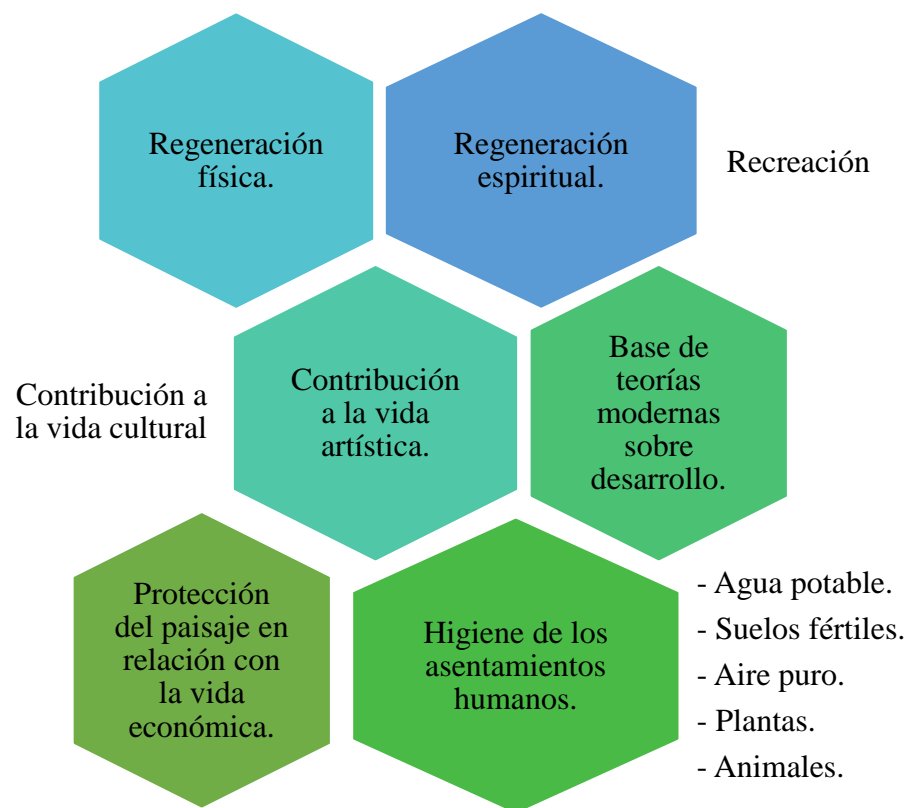 Regeneración
física.
Regeneración
espiritual.
Recreación
Contribución a
la vida cultural
Contribución
a la vida
artística.
Base de
teorías
modernas
sobre
desarrollo.
Protección
del paisaje en
relación con
la vida
económica.
Higiene de los
asentamientos
humanos.
- Agua potable.
- Suelos fértiles.
- Aire puro.
- Plantas.
- Animales.